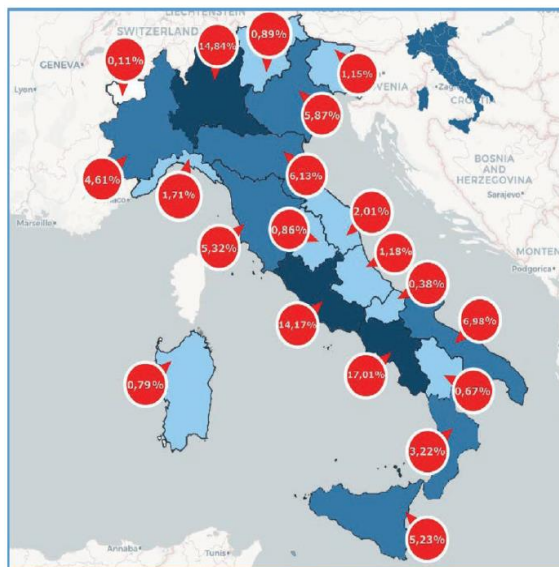 LIECHTENSTEIN
SWITZERLAND
GENEVA
Lyon
0,11%
14,84%
0,89%
1,15%
VENIA
Zag
CROATIA
5,87%
BOSNIA
AND
HERZEGOVINA
Sarajevo
4,61%
aco
1,71%
6,13%
Marseille
2,01%
0,86%
1,18%
5,32%
0,38%
MONTEN
Podgorica
14,17%
6,98%
17,01%
0,79%
0,67%
3,22%
5,23%
Annaba
Tunis